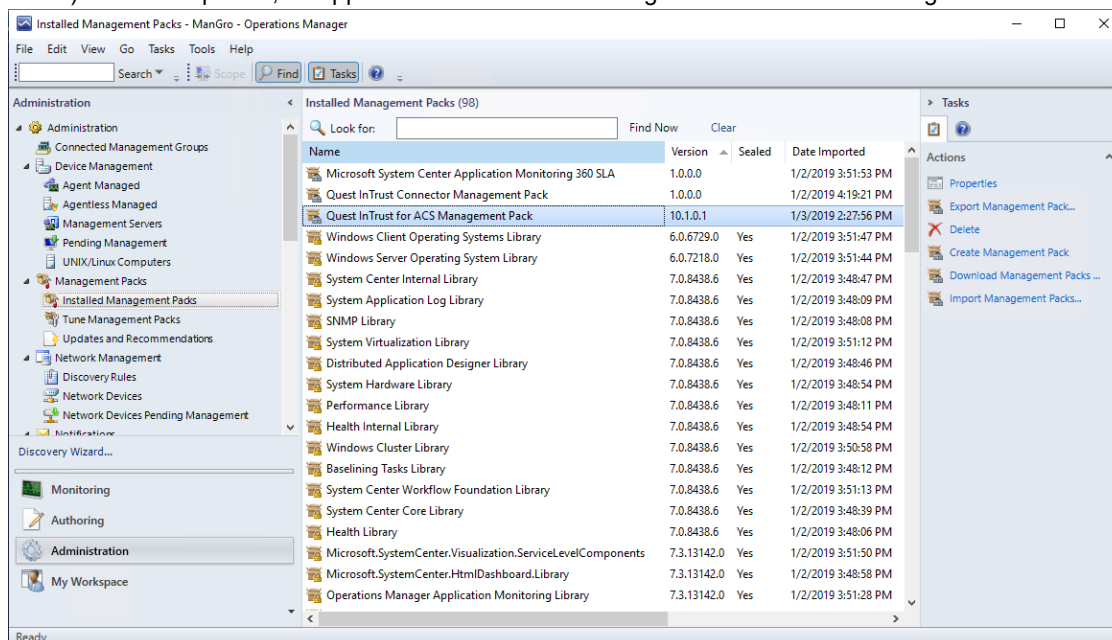 Installed Management Packs - ManGro - Operations Manager
File Edit View Go Tasks Tools Help
Search Scope Find Tasks
Administration
Administration
Connected Management Groups
Device Management
Agent Managed
Agentless Managed
Management Servers
Pending Management
UNIX/Linux Computers
Management Packs
Installed Management Packs
Tune Management Packs
Updates and Recommendations
Network Management
Discovery Rules
Network Devices
Network Devices Pending Management
Notifications
Discovery Wizard...
Monitoring
Authoring
Administration
My Workspace
Installed Management Packs (98)
Look for: Find Now Clear
Name Version Sealed Date Imported
Microsoft System Center Application Monitoring 360 SLA 1.0.0.0 1/2/2019 3:51:53 PM
Quest InTrust Connector Management Pack 1.0.0.0 1/2/2019 4:19:21 PM
Quest InTrust for ACS Management Pack 10.1.0.1 1/3/2019 2:27:56 PM
Windows Client Operating Systems Library 6.0.6729.0 Yes 1/2/2019 3:51:47 PM
Windows Server Operating System Library 6.0.7218.0 Yes 1/2/2019 3:51:44 PM
System Center Internal Library 7.0.8438.6 Yes 1/2/2019 3:48:47 PM
System Application Log Library 7.0.8438.6 Yes 1/2/2019 3:48:09 PM
SNMP Library 7.0.8438.6 Yes 1/2/2019 3:48:08 PM
System Virtualization Library 7.0.8438.6 Yes 1/2/2019 3:51:12 PM
Distributed Application Designer Library 7.0.8438.6 Yes 1/2/2019 3:48:46 PM
System Hardware Library 7.0.8438.6 Yes 1/2/2019 3:48:54 PM
Performance Library 7.0.8438.6 Yes 1/2/2019 3:48:11 PM
Health Internal Library 7.0.8438.6 Yes 1/2/2019 3:48:54 PM
Windows Cluster Library 7.0.8438.6 Yes 1/2/2019 3:50:58 PM
Baselining Tasks Library 7.0.8438.6 Yes 1/2/2019 3:48:12 PM
System Center Workflow Foundation Library 7.0.8438.6 Yes 1/2/2019 3:51:13 PM
System Center Core Library 7.0.8438.6 Yes 1/2/2019 3:48:39 PM
Health Library 7.0.8438.6 Yes 1/2/2019 3:48:06 PM
Microsoft.SystemCenter.Visualization.ServiceLevelComponents 7.3.13142.0 Yes 1/2/2019 3:51:50 PM
Microsoft.SystemCenter.HtmlDashboard.Library 7.3.13142.0 Yes 1/2/2019 3:48:58 PM
Operations Manager Application Monitoring Library 7.3.13142.0 Yes 1/2/2019 3:51:28 PM
Tasks
Actions
Properties
Export Management Pack...
Delete
Create Management Pack
Download Management Packs ...
Import Management Packs...
Ready